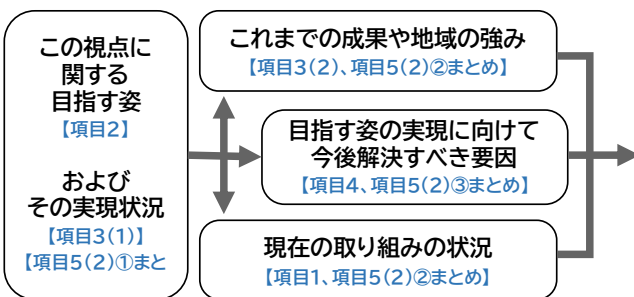 この視点に
関する
目指す姿
【項目2】
および
その実現状況
【項目3(1)】
【項目5(2)①まと
これまでの成果や地域の強み
【項目3(2)、項目5(2)②まとめ】
目指す姿の実現に向けて
今後解決すべき要因
【項目4、項目5(2)③まとめ】
現在の取り組みの状況
【項目1、項目5(2)②まとめ】